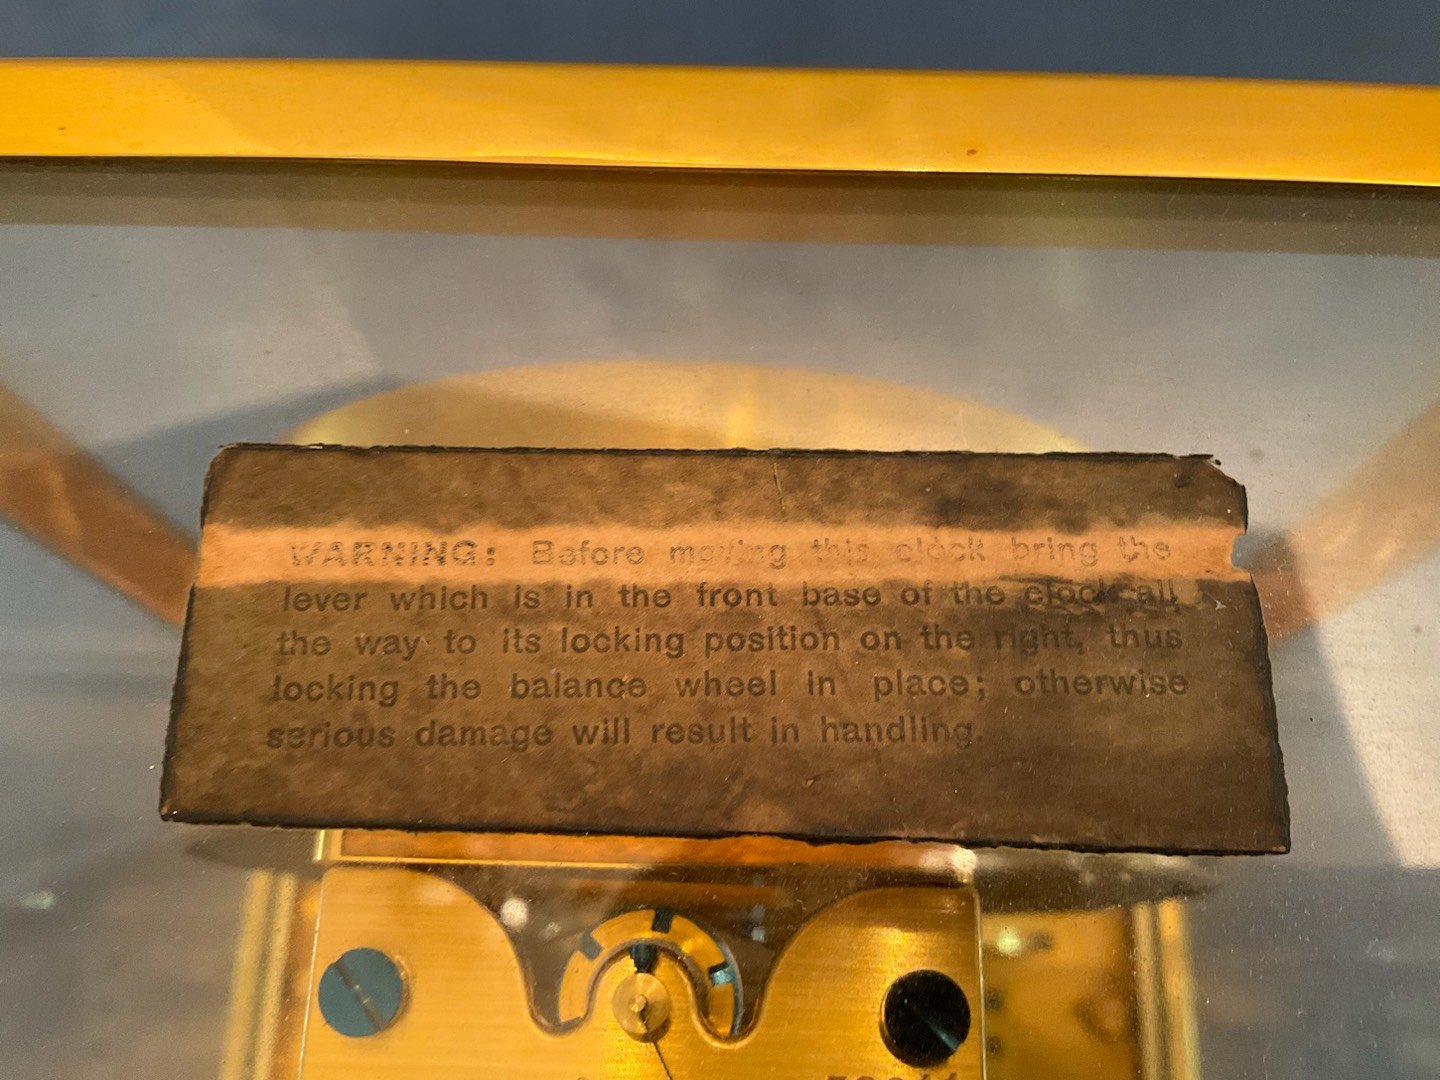 WARNING: Before moving this clock bring the
lever which is in the front base of the clock all
the way to its locking position on the right, thus
locking the balance wheel in place; otherwise
serious damage will result in handling.